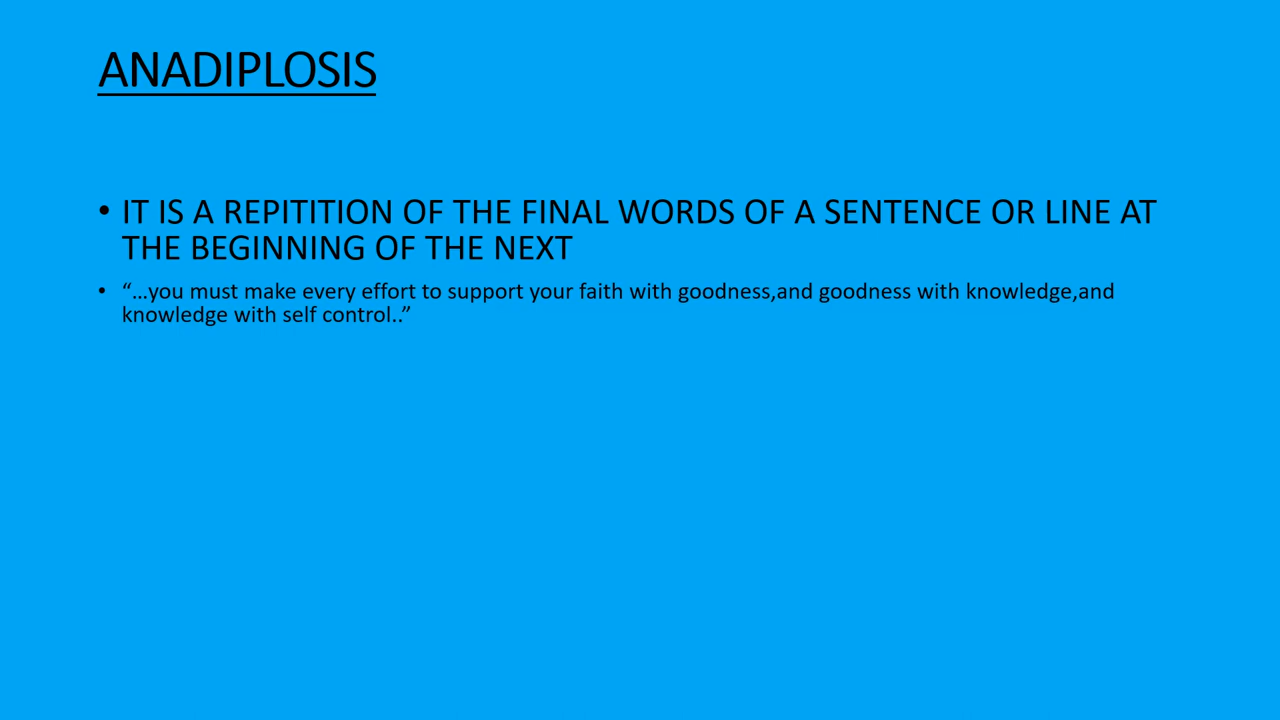 ANADIPLOSIS
• IT IS A REPITITION OF THE FINAL WORDS OF A SENTENCE OR LINE AT
THE BEGINNING OF THE NEXT
• “…you must make every effort to support your faith with goodness,and goodness with knowledge,and
knowledge with self control..”